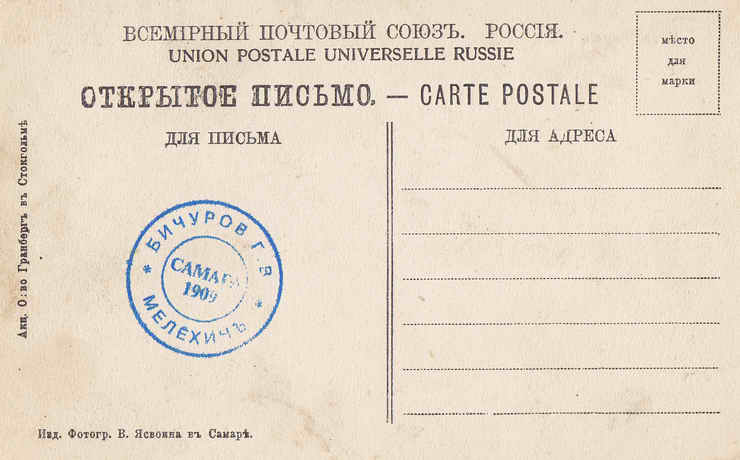 ВСЕМІРНЫЙ ПОЧТОВЫЙ СОЮЗЪ. РОССІЯ.
UNION POSTALE UNIVERSELLE RUSSIE
ОТКРЫТОЕ ПИСЬМО. — CARTE POSTALE
мѣсто
для
марки
ДЛЯ ПИСЬМА
ДЛЯ АДРЕСА
Акц. О:во Гранбергъ въ Стокгольмѣ
* БИЧУРОВ Г. В *
САМАРА
1909
МЕЛЕХИЧЪ
Изд. Фотогр. В. Ясвоина въ Самарѣ.